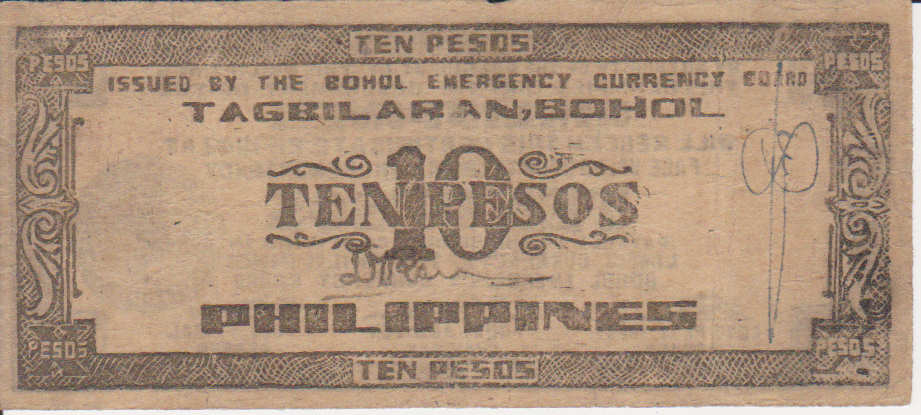 TEN PESOS
PESOS PESOS
ISSUED BY THE BOHOL EMERGENCY CURRENCY BOARD
TAGBILARAN, BOHOL
10
TEN PESOS
PHILIPPINES
PESOS PESOS
TEN PESOS